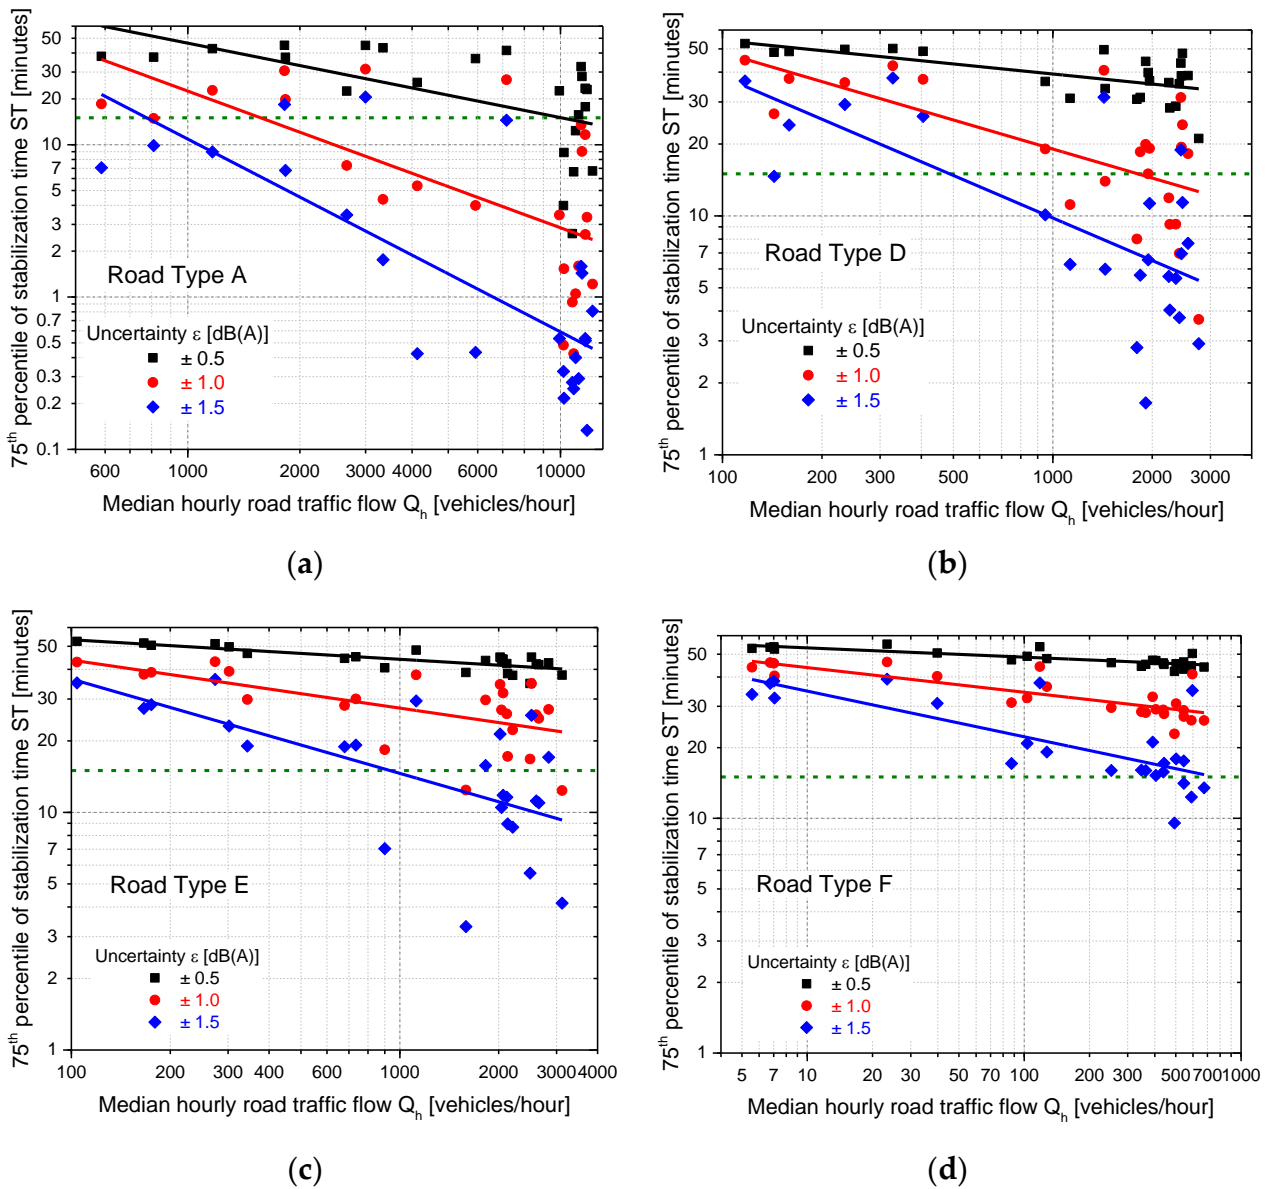 75th percentile of stabilization time ST [minutes]
50
30
20
10
7
5
3
2
1
0.7
0.5
0.3
0.2
0.1
Road Type A
Uncertainty ε [dB(A)]
± 0.5
± 1.0
± 1.5
600 1000 2000 4000 6000 10000
Median hourly road traffic flow Qh [vehicles/hour]
(a)
75th percentile of stabilization time ST [minutes]
50
30
20
10
7
5
3
2
1
Road Type D
Uncertainty ε [dB(A)]
± 0.5
± 1.0
± 1.5
100 200 300 500 1000 2000 3000
Median hourly road traffic flow Qh [vehicles/hour]
(b)
75th percentile of stabilization time ST [minutes]
50
30
20
10
7
5
3
2
1
Road Type E
Uncertainty ε [dB(A)]
± 0.5
± 1.0
± 1.5
100 200 400 600 1000 2000 3000 4000
Median hourly road traffic flow Qh [vehicles/hour]
(c)
75th percentile of stabilization time ST [minutes]
50
30
20
10
7
5
3
2
1
Road Type F
Uncertainty ε [dB(A)]
± 0.5
± 1.0
± 1.5
5 7 10 20 30 50 100 200 300 500 700 1000
Median hourly road traffic flow Qh [vehicles/hour]
(d)